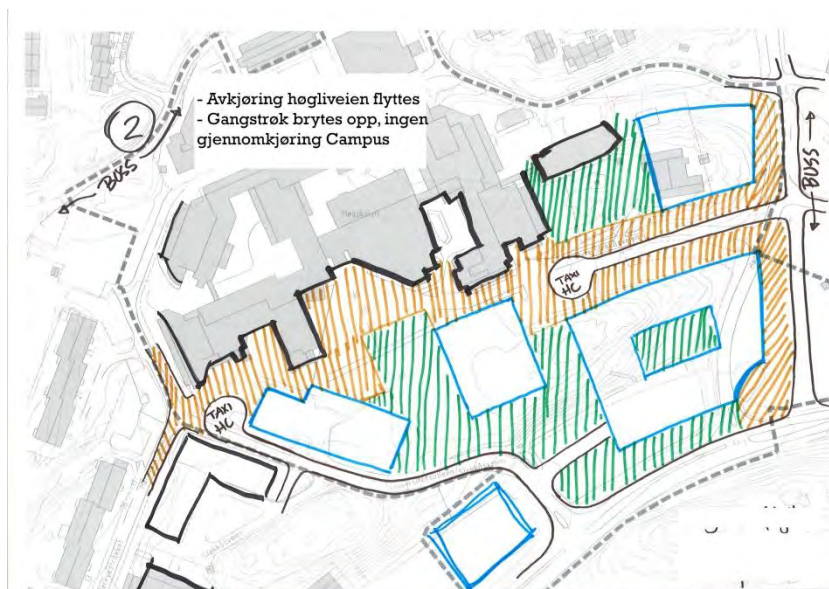 - Avkjøring høgliveien flyttes
- Gangstrøk brytes opp, ingen
gjennomkjøring Campus
2
BUSS
BUSS
TAXI
HC
TAXI
HC